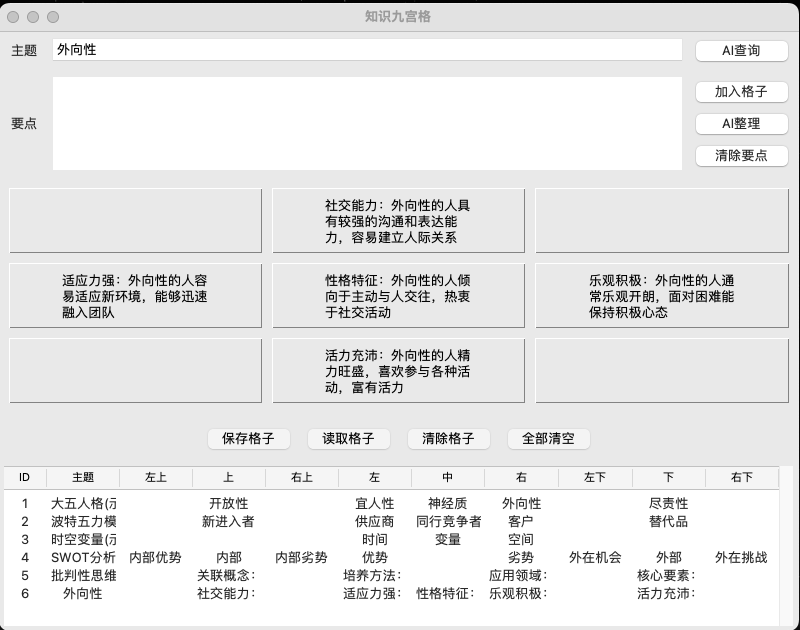 知识九宫格
主题 外向性 AI查询
加入格子
要点 AI整理
清除要点
社交能力：外向性的人具
有较强的沟通和表达能
力，容易建立人际关系
适应力强：外向性的人容
易适应新环境，能够迅速
融入团队
性格特征：外向性的人倾
向于主动与人交往，热衷
于社交活动
乐观积极：外向性的人通
常乐观开朗，面对困难能
保持积极心态
活力充沛：外向性的人精
力旺盛，喜欢参与各种活
动，富有活力
保存格子 读取格子 清除格子 全部清空
ID 主题 左上 上 右上 左 中 右 左下 下 右下
1 大五人格(示 开放性 宜人性 神经质 外向性 尽责性
2 波特五力模 新进入者 供应商 同行竞争者 客户 替代品
3 时空变量(示 时间 变量 空间
4 SWOT分析 内部优势 内部 内部劣势 优势 劣势 外在机会 外部 外在挑战
5 批判性思维 关联概念： 培养方法： 应用领域： 核心要素：
6 外向性 社交能力： 适应力强： 性格特征： 乐观积极： 活力充沛：